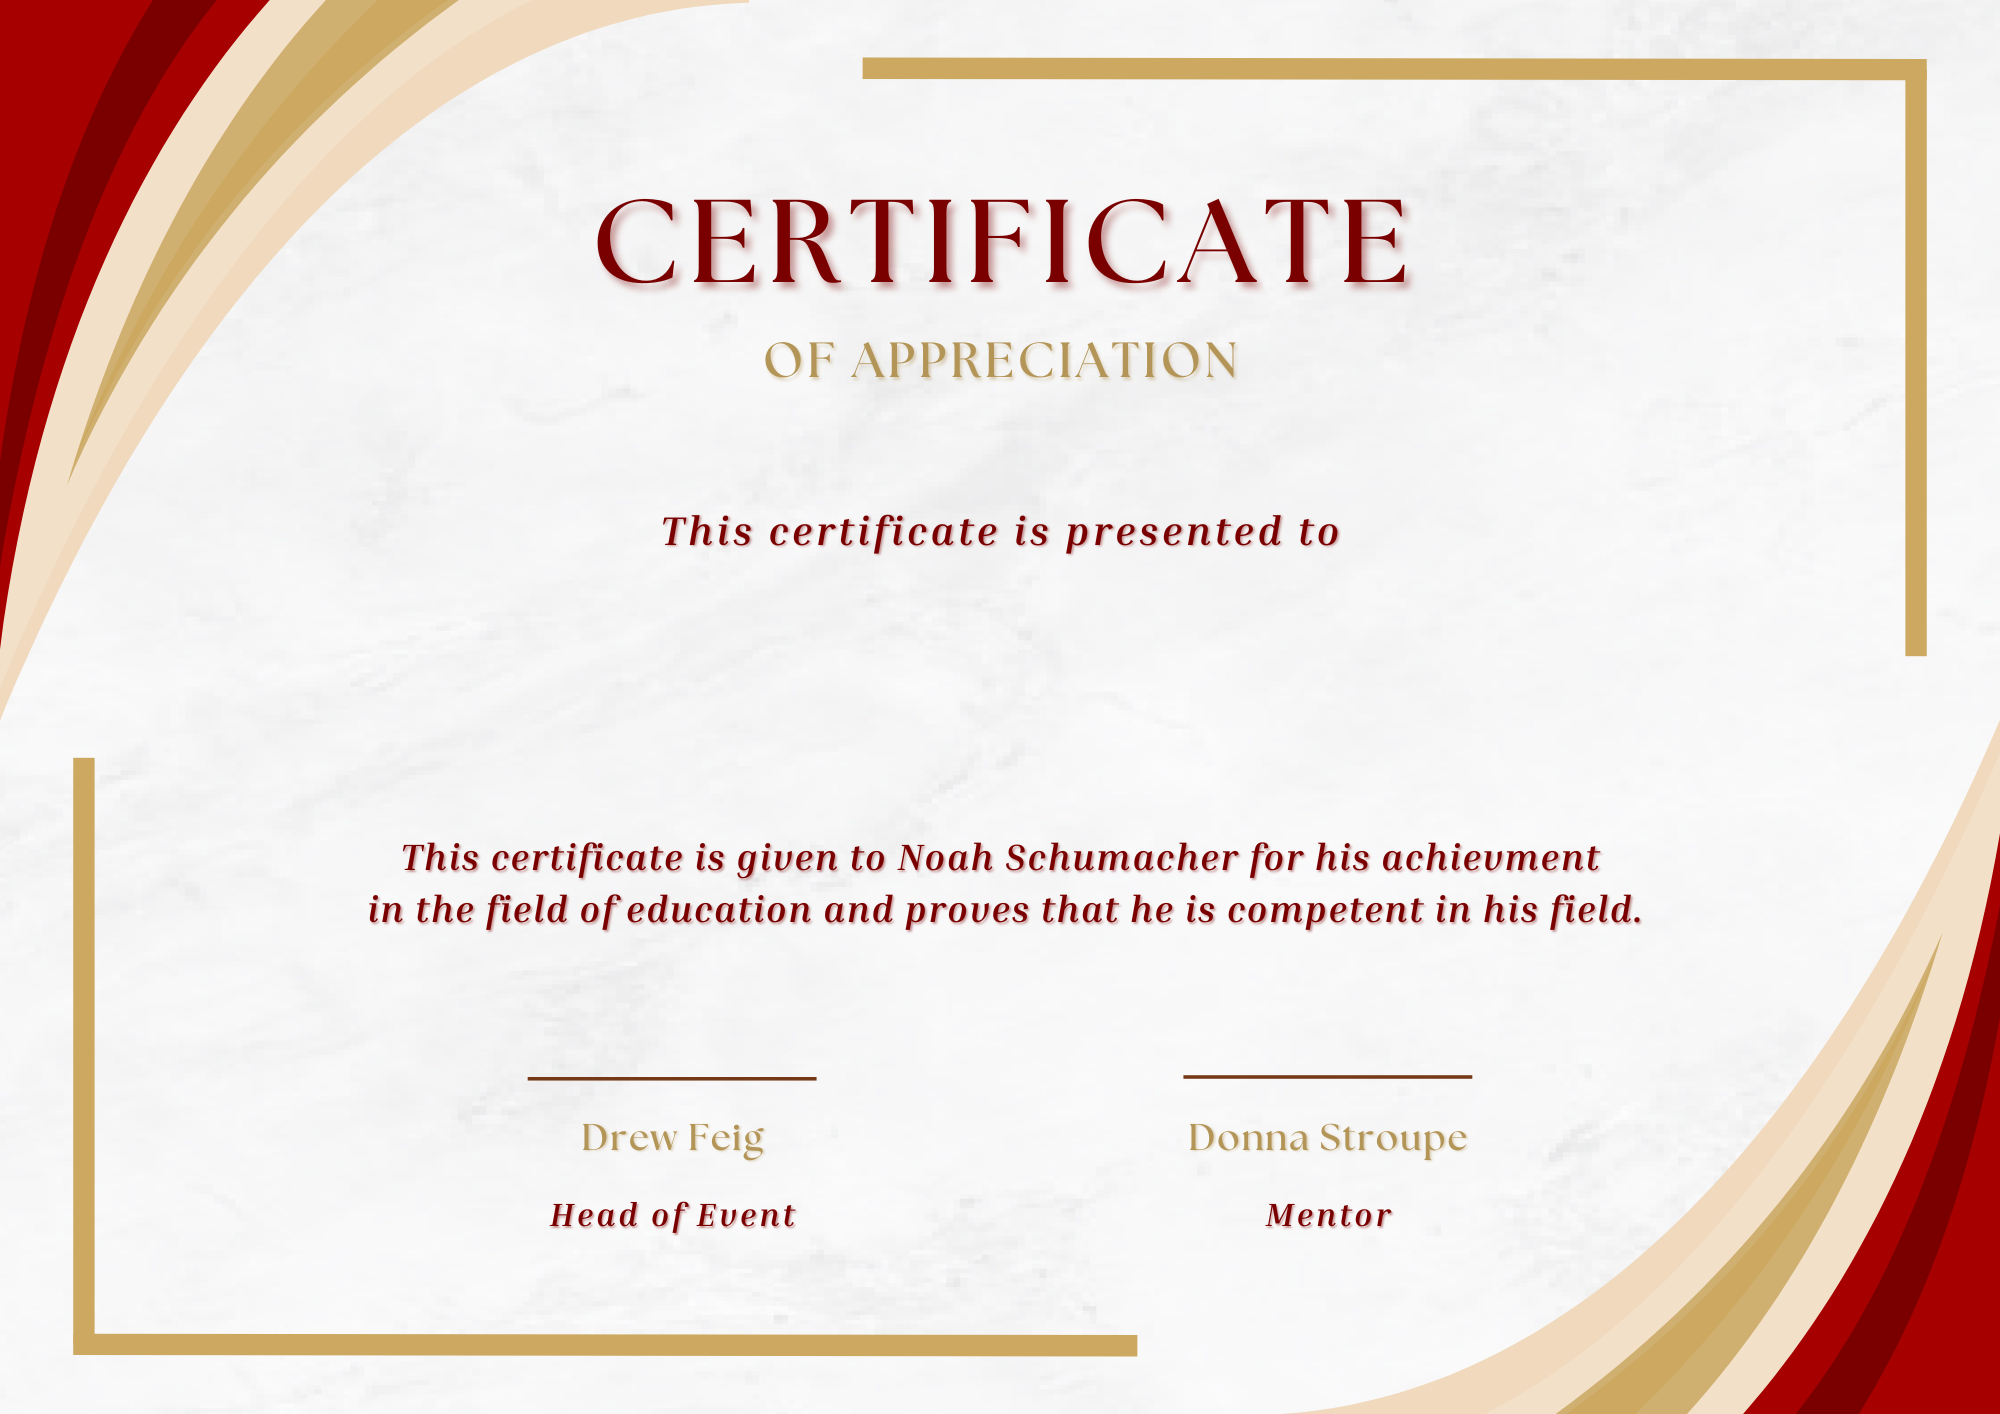 CERTIFICATE
OF APPRECIATION
This certificate is presented to
This certificate is given to Noah Schumacher for his achievment
in the field of education and proves that he is competent in his field.
Drew Feig
Donna Stroupe
Head of Event
Mentor